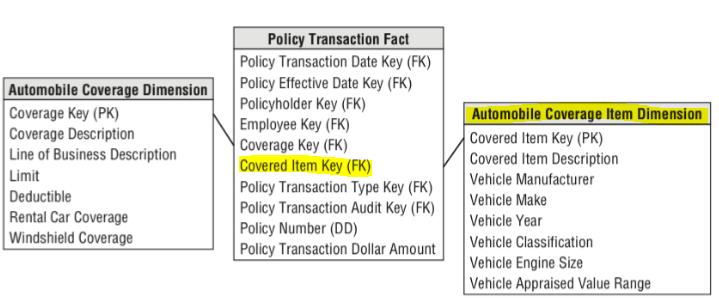 Automobile Coverage Dimension
Coverage Key (PK)
Coverage Description
Line of Business Description
Limit
Deductible
Rental Car Coverage
Windshield Coverage
Policy Transaction Fact
Policy Transaction Date Key (FK)
Policy Effective Date Key (FK)
Policyholder Key (FK)
Employee Key (FK)
Coverage Key (FK)
Covered Item Key (FK)
Policy Transaction Type Key (FK)
Policy Transaction Audit Key (FK)
Policy Number (DD)
Policy Transaction Dollar Amount
Automobile Coverage Item Dimension
Covered Item Key (PK)
Covered Item Description
Vehicle Manufacturer
Vehicle Make
Vehicle Year
Vehicle Classification
Vehicle Engine Size
Vehicle Appraised Value Range